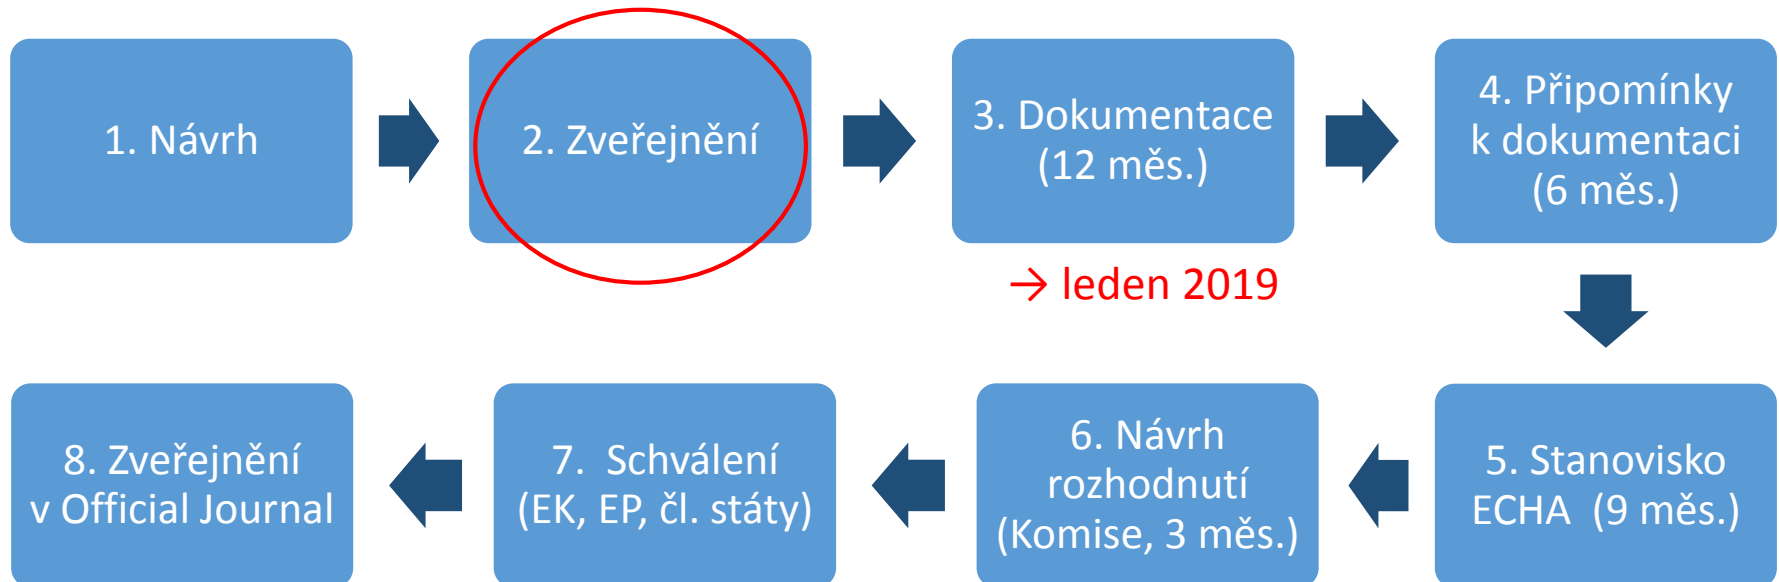 1. Návrh
2. Zveřejnění
3. Dokumentace
(12 měs.)
→ leden 2019
4. Připomínky
k dokumentaci
(6 měs.)
5. Stanovisko
ECHA (9 měs.)
6. Návrh
rozhodnutí
(Komise, 3 měs.)
7. Schválení
(EK, EP, čl. státy)
8. Zveřejnění
v Official Journal